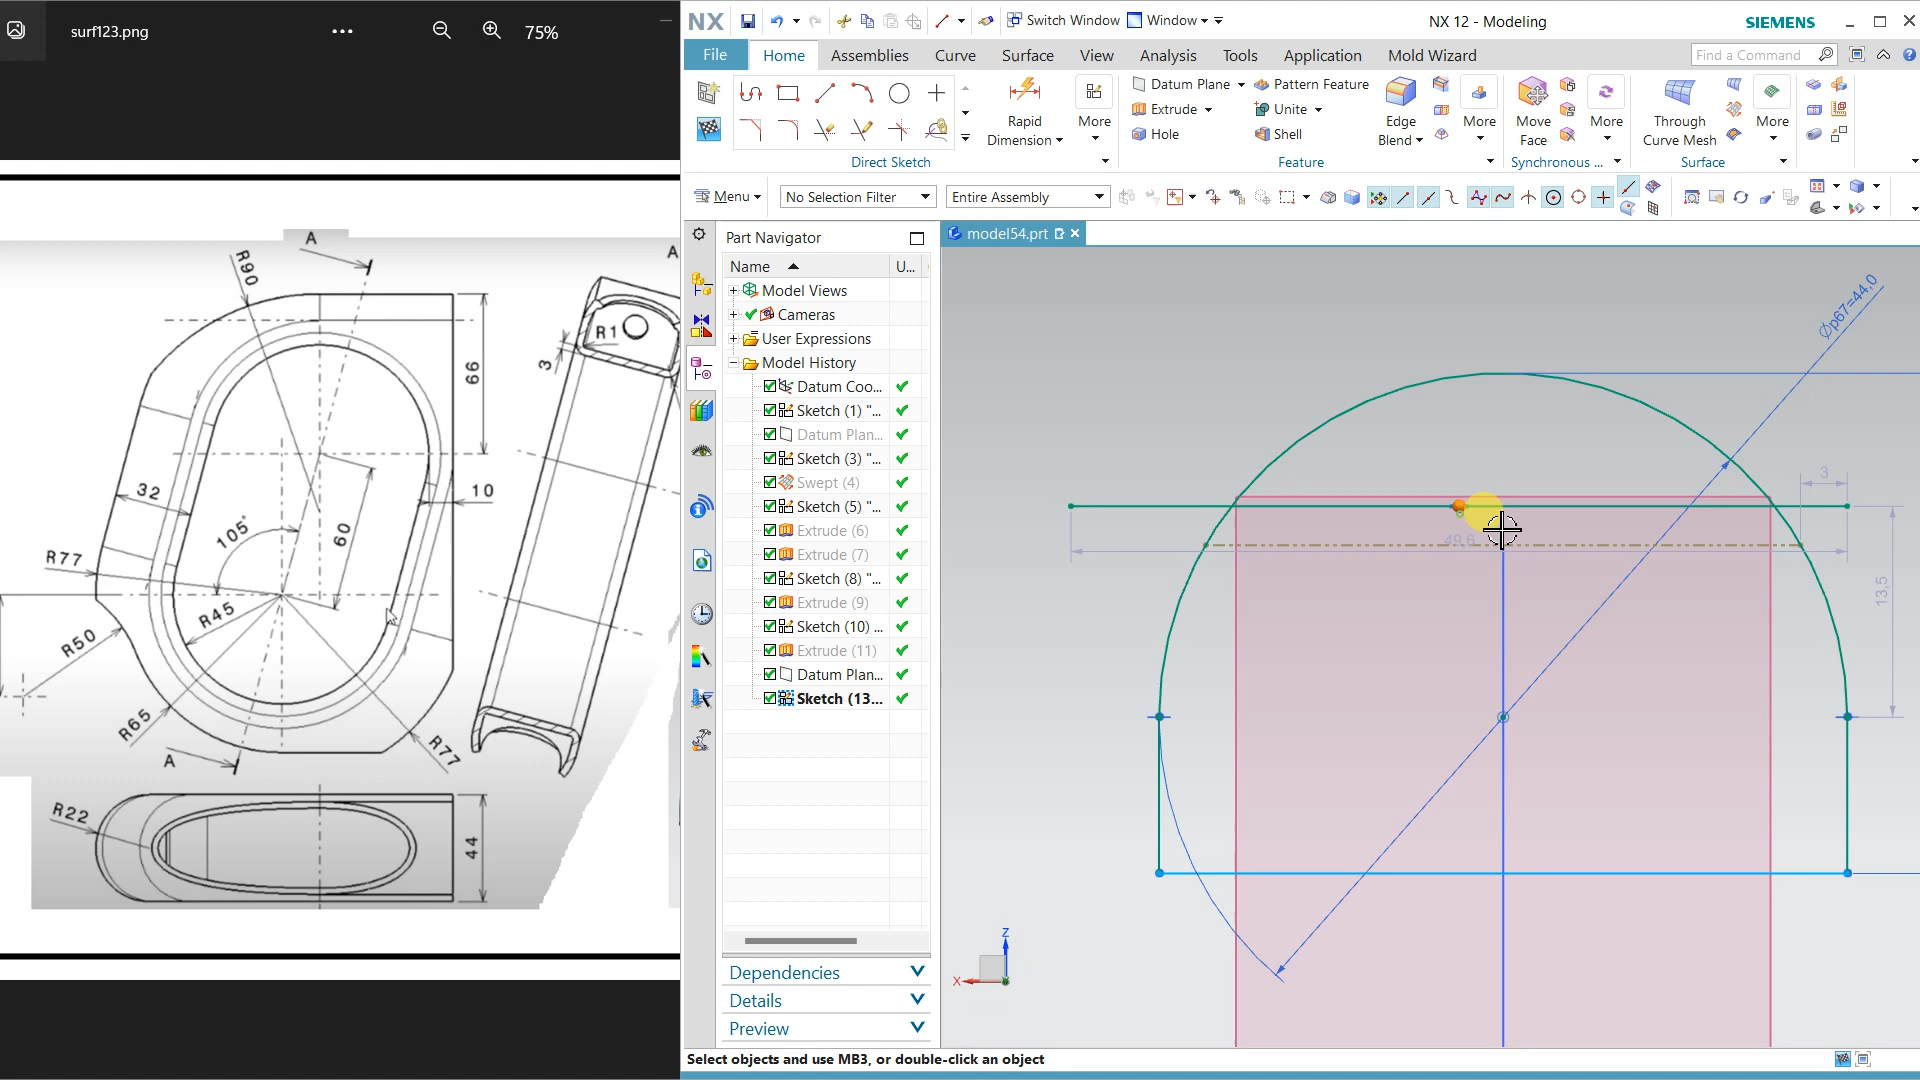 surf123.png
75%
A
R90
A
R1
3
66
32
105°
60
10
R77
R45
R50
R65
R77
A
R22
44
NX
Switch Window
Window
NX 12 - Modeling
SIEMENS
File
Home
Assemblies
Curve
Surface
View
Analysis
Tools
Application
Mold Wizard
Find a Command
Rapid
Dimension
More
Direct Sketch
Datum Plane
Extrude
Hole
Pattern Feature
Unite
Shell
Edge
Blend
More
Feature
Move
Face
More
Synchronous ...
Through
Curve Mesh
More
Surface
Menu
No Selection Filter
Entire Assembly
Part Navigator
Name
U...
Model Views
Cameras
User Expressions
Model History
Datum Coo...
Sketch (1) "...
Datum Plan...
Sketch (3) "...
Swept (4)
Sketch (5) "...
Extrude (6)
Extrude (7)
Sketch (8) "...
Extrude (9)
Sketch (10) ...
Extrude (11)
Datum Plan...
Sketch (13...
Dependencies
Details
Preview
model54.prt
Øp67=44,0
3
49,6
13,5
Z
X
Select objects and use MB3, or double-click an object